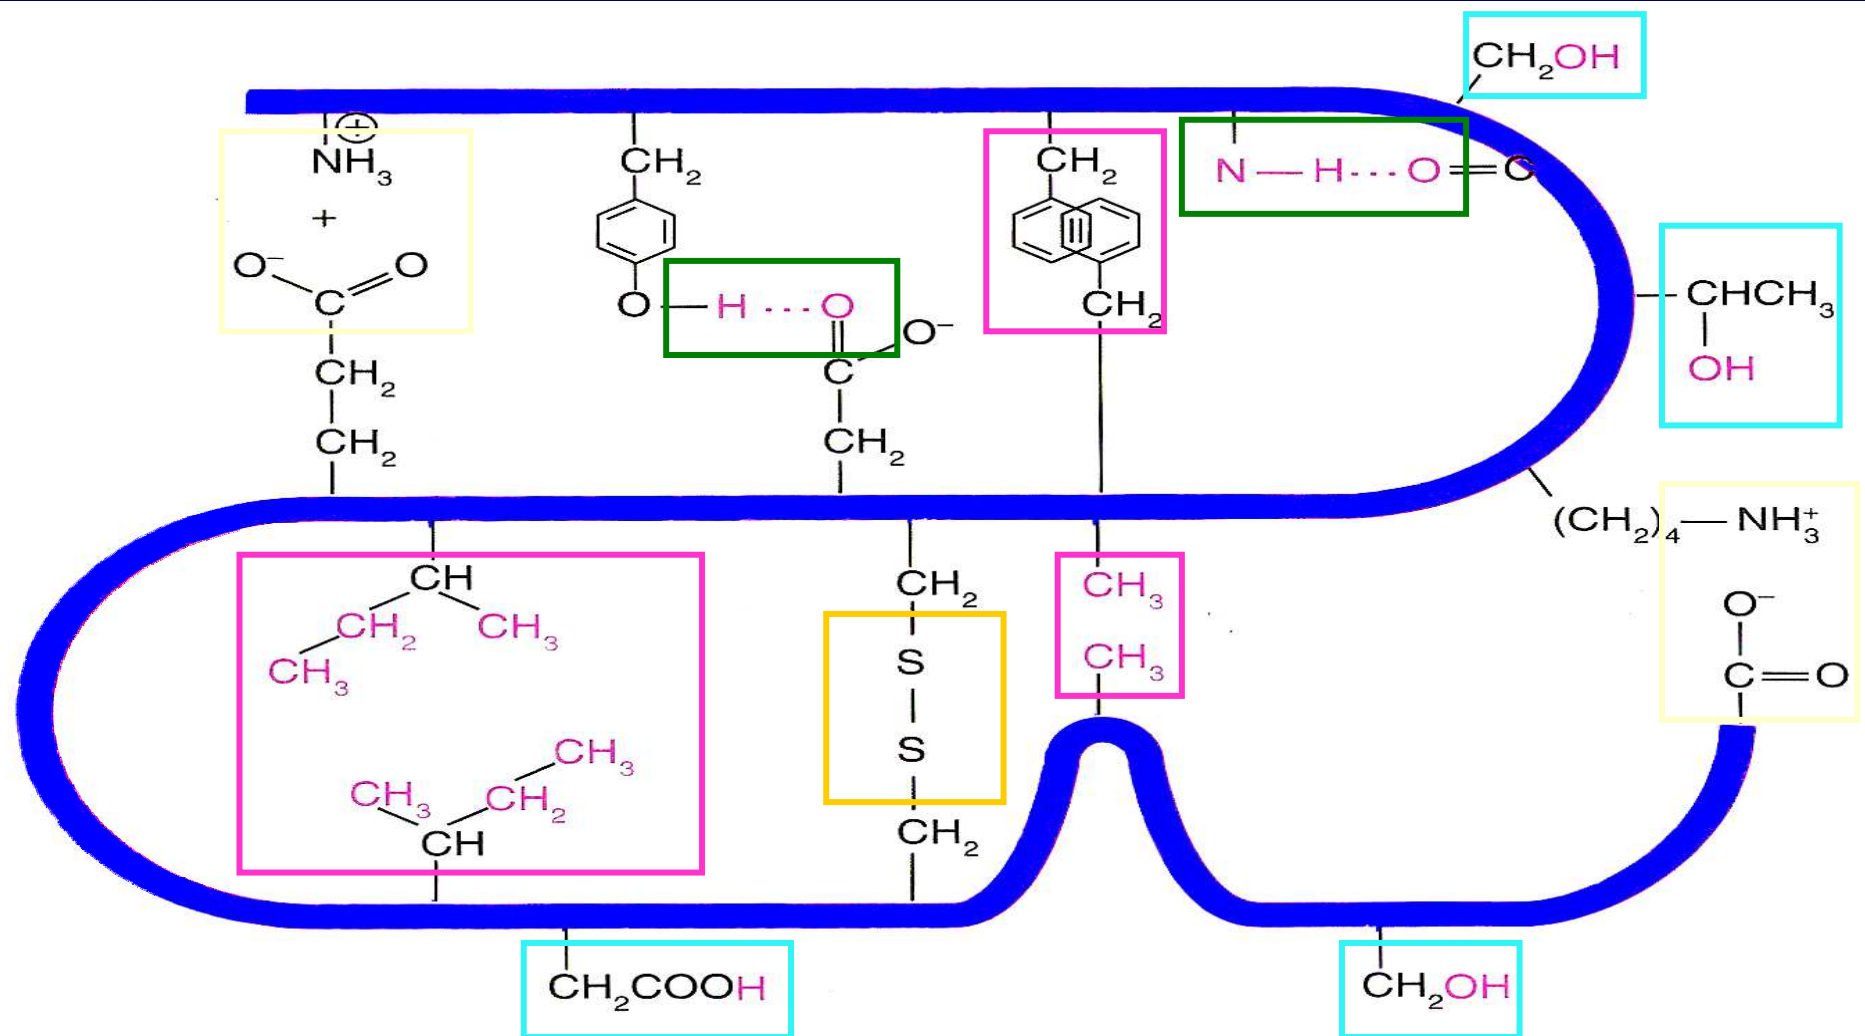 CH₂OH
⊕
NH₃
CH₂
CH₂
N — H ··· O = C
+
O⁻
O
C
O — H ··· O
O⁻
C
CH₂
CHCH₃
OH
CH₂
CH₂
CH₂
(CH₂)₄ — NH₃⁺
CH
CH₂
CH₃
CH₃
CH₂
CH₃
O⁻
S
CH₃
C = O
S
CH₃
CH₃
CH₂
CH
CH₂
CH₂COOH
CH₂OH